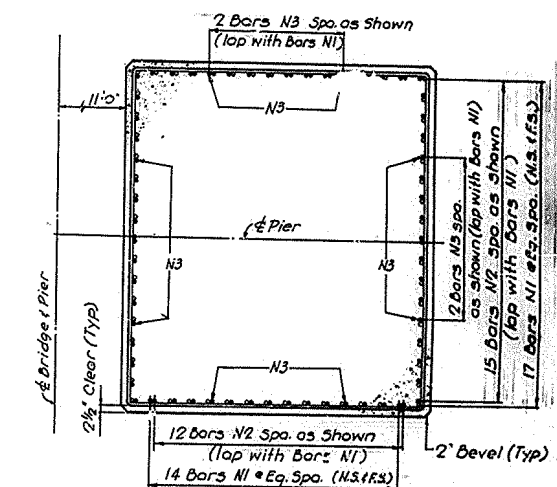 2 Bars N3 Spa. as Shown
(lap with Bars N1)
11'-0"
N3
℄ Pier
N3
N3
N3
℄ Bridge & Pier
2½" Clear (Typ)
2 Bars N3 spa.
as shown (lap with Bars N1)
15 Bars N2 spa. as shown
(lap with Bars N1)
17 Bars N1 @ Eq. Spa. (N.S. & F.S.)
12 Bars N2 Spa. as Shown
(lap with Bars N1)
14 Bars N1 @ Eq. Spa. (N.S. & F.S.)
2" Bevel (Typ)